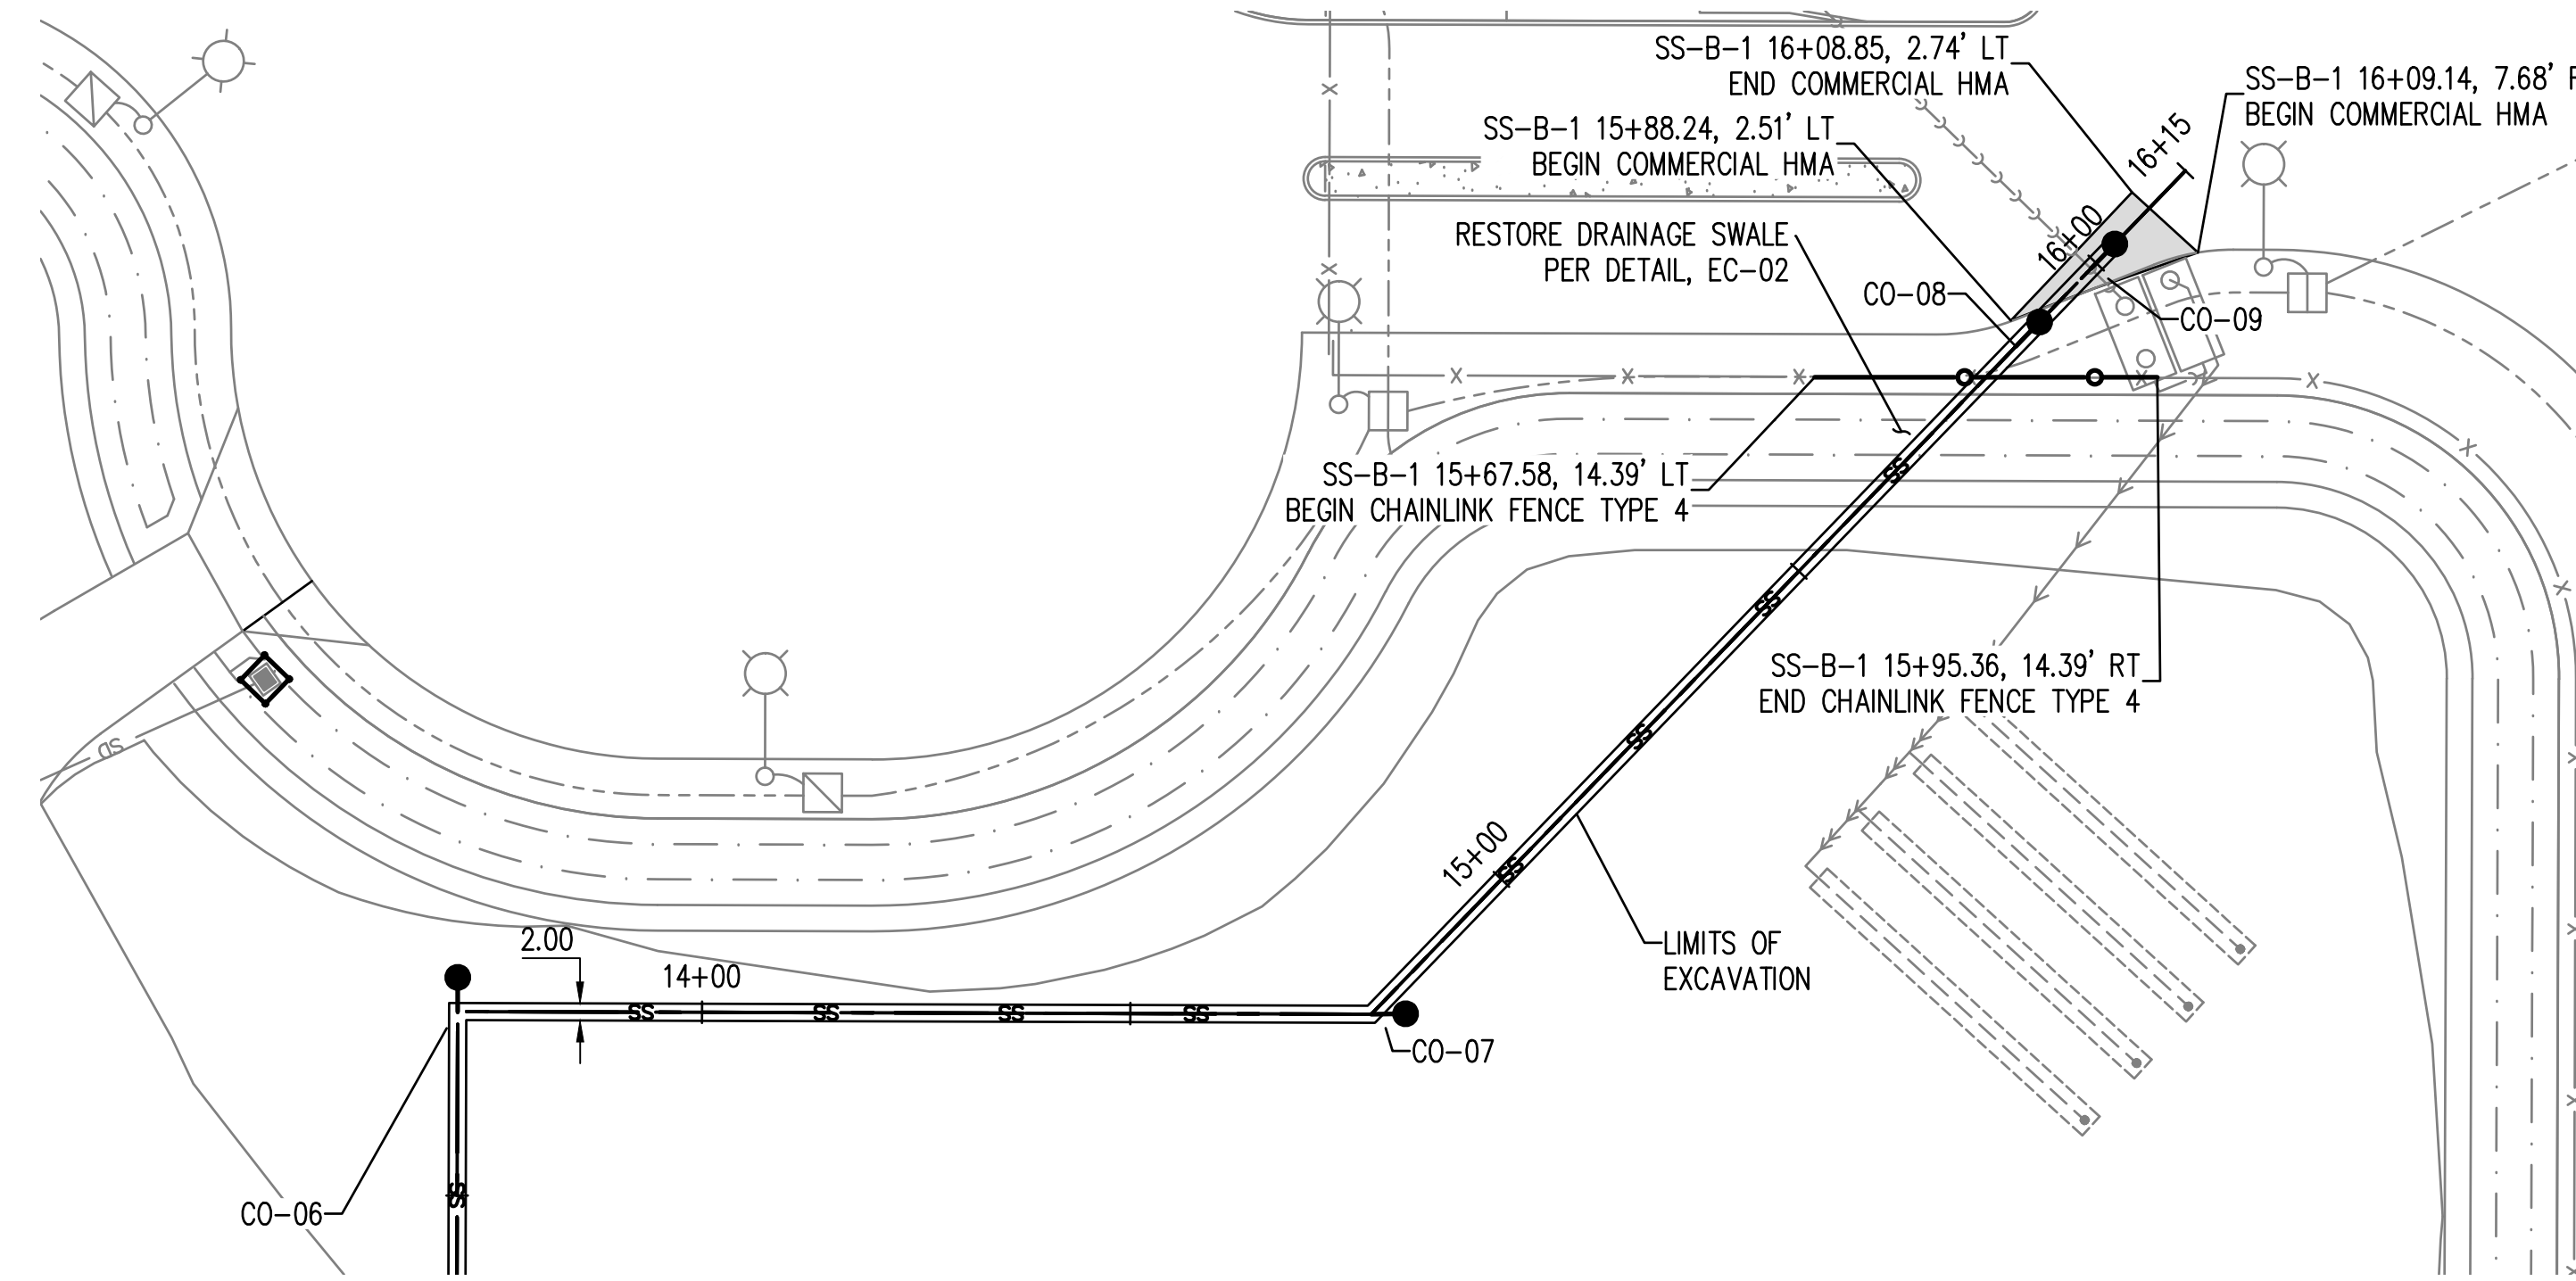 SS-B-1 16+08.85, 2.74' LT
END COMMERCIAL HMA
SS-B-1 16+09.14, 7.68'
BEGIN COMMERCIAL HMA
SS-B-1 15+88.24, 2.51' LT
BEGIN COMMERCIAL HMA
16+15
RESTORE DRAINAGE SWALE
PER DETAIL, EC-02
16+00
CO-08
CO-09
SS-B-1 15+67.58, 14.39' LT
BEGIN CHAINLINK FENCE TYPE 4
SS
SS
SS-B-1 15+95.36, 14.39' RT
END CHAINLINK FENCE TYPE 4
SS
SD
15+00
SS
2.00
LIMITS OF
EXCAVATION
14+00
SS SS SS SS
CO-07
SS
CO-06